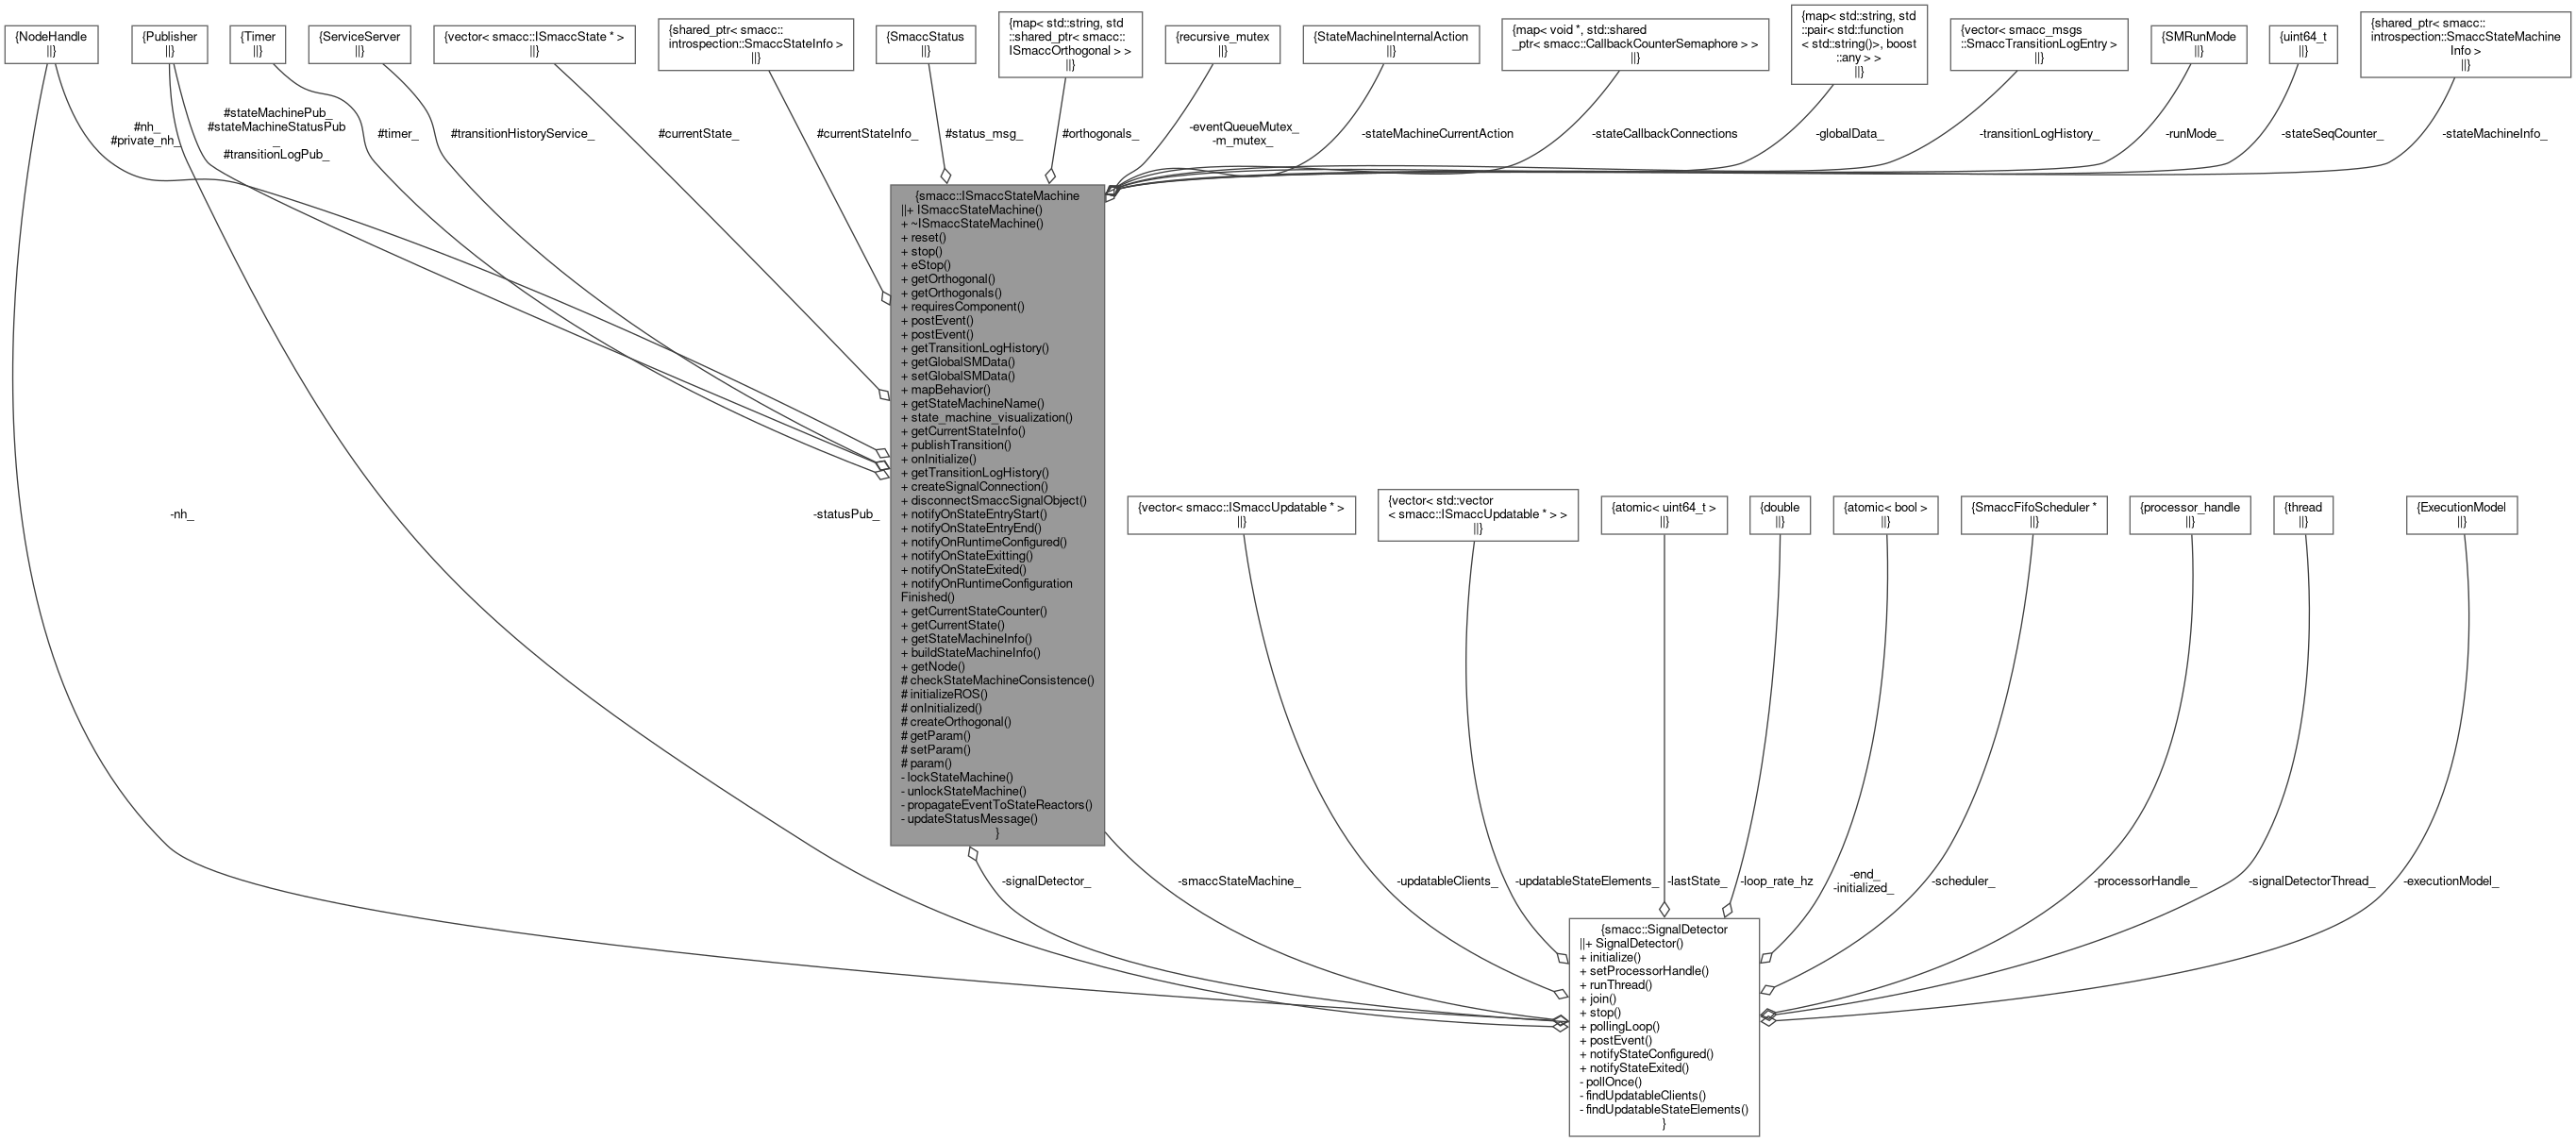 {NodeHandle
||}
{Publisher
||}
{Timer
||}
{ServiceServer
||}
{vector< smacc::ISmaccState * >
||}
{shared_ptr< smacc::
introspection::SmaccStateInfo >
||}
{SmaccStatus
||}
{map< std::string, std
::shared_ptr< smacc::
ISmaccOrthogonal > >
||}
{recursive_mutex
||}
{StateMachineInternalAction
||}
{map< void *, std::shared
_ptr< smacc::CallbackCounterSemaphore > >
||}
{map< std::string, std
::pair< std::function
< std::string()>, boost
::any > >
||}
{vector< smacc_msgs
::SmaccTransitionLogEntry >
||}
{SMRunMode
||}
{uint64_t
||}
{shared_ptr< smacc::
introspection::SmaccStateMachine
Info >
||}
#nh_
#private_nh_
#stateMachinePub_
#stateMachineStatusPub
_
#transitionLogPub_
#timer_
#transitionHistoryService_
#currentState_
#currentStateInfo_
#status_msg_
#orthogonals_
-eventQueueMutex_
-m_mutex_
-stateMachineCurrentAction
-stateCallbackConnections
-globalData_
-transitionLogHistory_
-runMode_
-stateSeqCounter_
-stateMachineInfo_
{smacc::ISmaccStateMachine
||+ ISmaccStateMachine()
+ ~ISmaccStateMachine()
+ reset()
+ stop()
+ eStop()
+ getOrthogonal()
+ getOrthogonals()
+ requiresComponent()
+ postEvent()
+ postEvent()
+ getTransitionLogHistory()
+ getGlobalSMData()
+ setGlobalSMData()
+ mapBehavior()
+ getStateMachineName()
+ state_machine_visualization()
+ getCurrentStateInfo()
+ publishTransition()
+ onInitialize()
+ getTransitionLogHistory()
+ createSignalConnection()
+ disconnectSmaccSignalObject()
+ notifyOnStateEntryStart()
+ notifyOnStateEntryEnd()
+ notifyOnRuntimeConfigured()
+ notifyOnStateExitting()
+ notifyOnStateExited()
+ notifyOnRuntimeConfiguration
Finished()
+ getCurrentStateCounter()
+ getCurrentState()
+ getStateMachineInfo()
+ buildStateMachineInfo()
+ getNode()
# checkStateMachineConsistence()
# initializeROS()
# onInitialized()
# createOrthogonal()
# getParam()
# setParam()
# param()
- lockStateMachine()
- unlockStateMachine()
- propagateEventToStateReactors()
- updateStatusMessage()
}
-nh_
-statusPub_
{vector< smacc::ISmaccUpdatable * >
||}
{vector< std::vector
< smacc::ISmaccUpdatable * > >
||}
{atomic< uint64_t >
||}
{double
||}
{atomic< bool >
||}
{SmaccFifoScheduler *
||}
{processor_handle
||}
{thread
||}
{ExecutionModel
||}
-signalDetector_
-smaccStateMachine_
-updatableClients_
-updatableStateElements_
-lastState_
-loop_rate_hz
-end_
-initialized_
-scheduler_
-processorHandle_
-signalDetectorThread_
-executionModel_
{smacc::SignalDetector
||+ SignalDetector()
+ initialize()
+ setProcessorHandle()
+ runThread()
+ join()
+ stop()
+ pollingLoop()
+ postEvent()
+ notifyStateConfigured()
+ notifyStateExited()
- pollOnce()
- findUpdatableClients()
- findUpdatableStateElements()
}